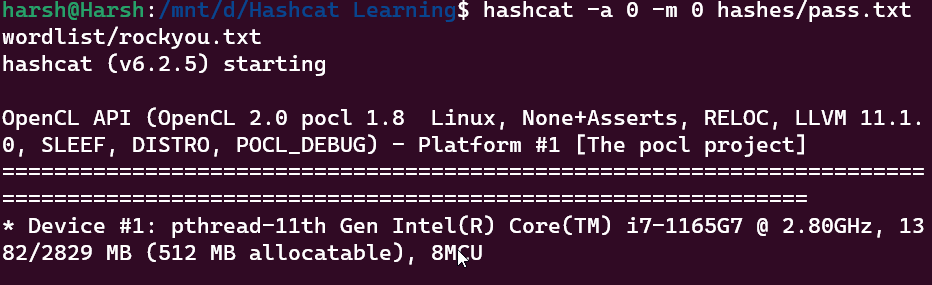 harsh@Harsh:/mnt/d/Hashcat Learning$ hashcat -a 0 -m 0 hashes/pass.txt
wordlist/rockyou.txt
hashcat (v6.2.5) starting
OpenCL API (OpenCL 2.0 pocl 1.8  Linux, None+Asserts, RELOC, LLVM 11.1.
0, SLEEF, DISTRO, POCL_DEBUG) - Platform #1 [The pocl project]
=======================================================================
==============================================================
* Device #1: pthread-11th Gen Intel(R) Core(TM) i7-1165G7 @ 2.80GHz, 13
82/2829 MB (512 MB allocatable), 8MCU